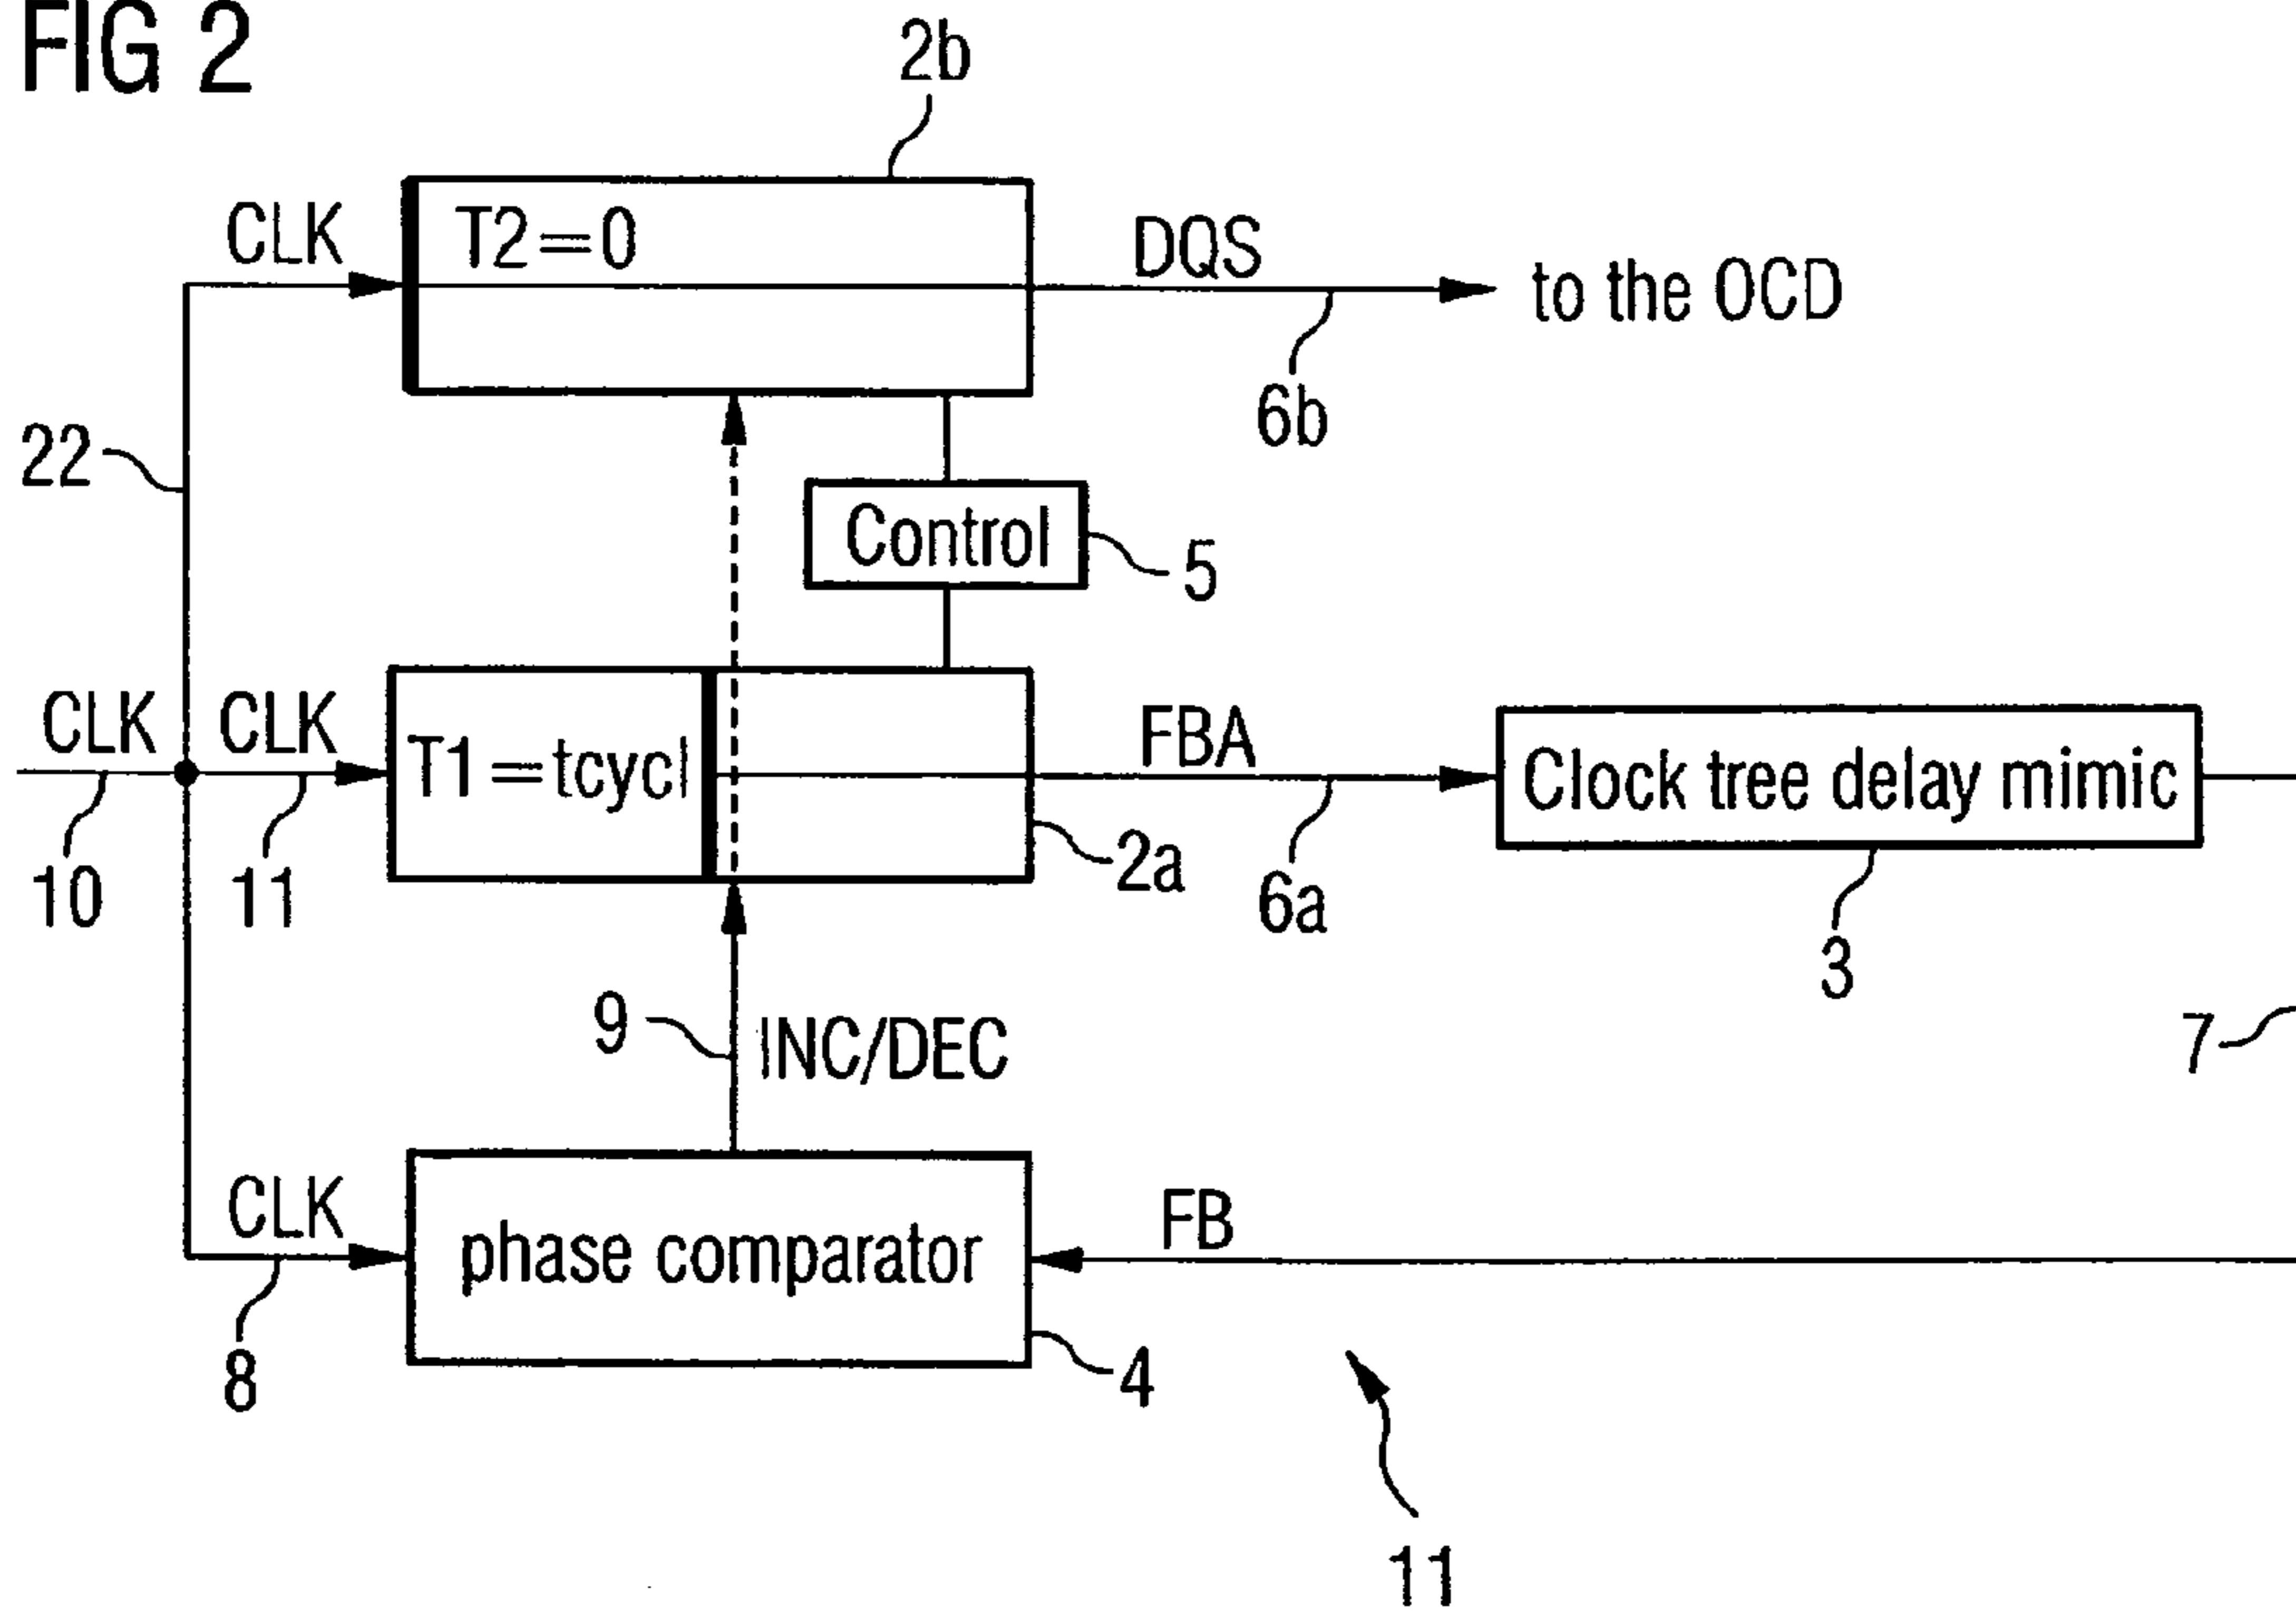 FIG 2
2b
CLK
T2=0
DQS
to the OCD
6b
22
Control
5
CLK
CLK
T1=tcycl
FBA
Clock tree delay mimic
10
11
2a
6a
3
9
INC/DEC
7
CLK
phase comparator
FB
8
4
11